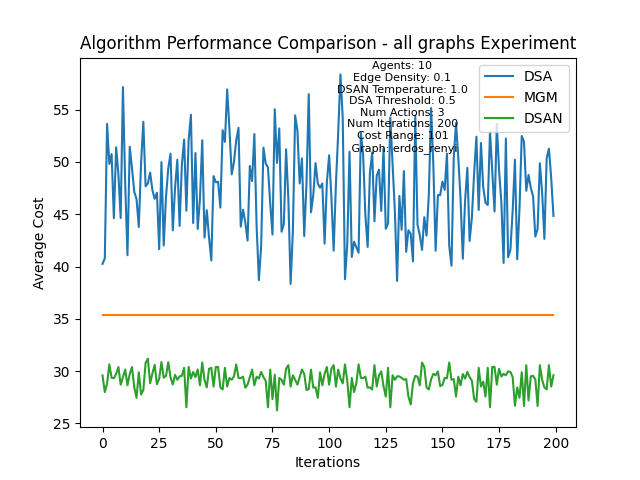 Algorithm Performance Comparison - all graphs Experiment
Agents: 10
Edge Density: 0.1
DSAN Temperature: 1.0
DSA Threshold: 0.5
Num Actions: 3
Num Iterations: 200
Cost Range: 101
Graph: erdos_renyi
DSA
MGM
DSAN
Average Cost
55
50
45
40
35
30
25
0
25
50
75
100
125
150
175
200
Iterations